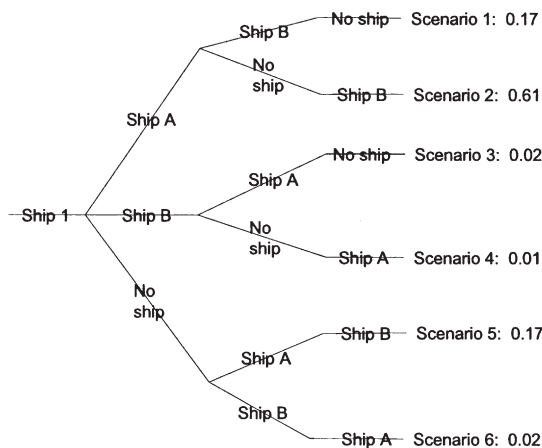 Ship B
No ship
Scenario 1: 0.17
No
ship
Ship B
Scenario 2: 0.61
Ship A
No ship
Scenario 3: 0.02
Ship A
Ship 1
Ship B
No
ship
Ship A
Scenario 4: 0.01
No
ship
Ship B
Scenario 5: 0.17
Ship A
Ship B
Ship A
Scenario 6: 0.02